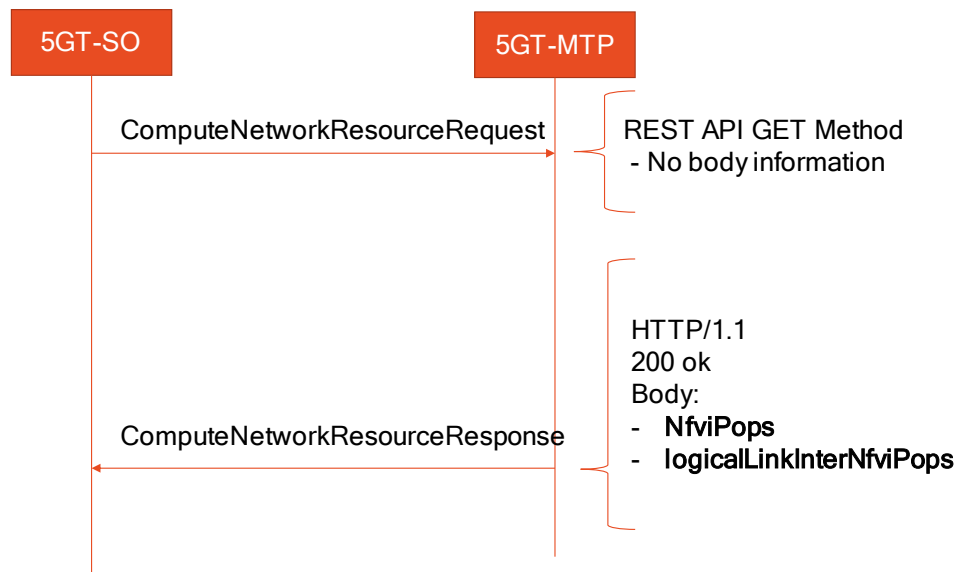 5GT-SO
5GT-MTP
ComputeNetworkResourceRequest
REST API GET Method
- No body information
HTTP/1.1
200 ok
Body:
- NfviPops
- logicalLinkInterNfviPops
ComputeNetworkResourceResponse